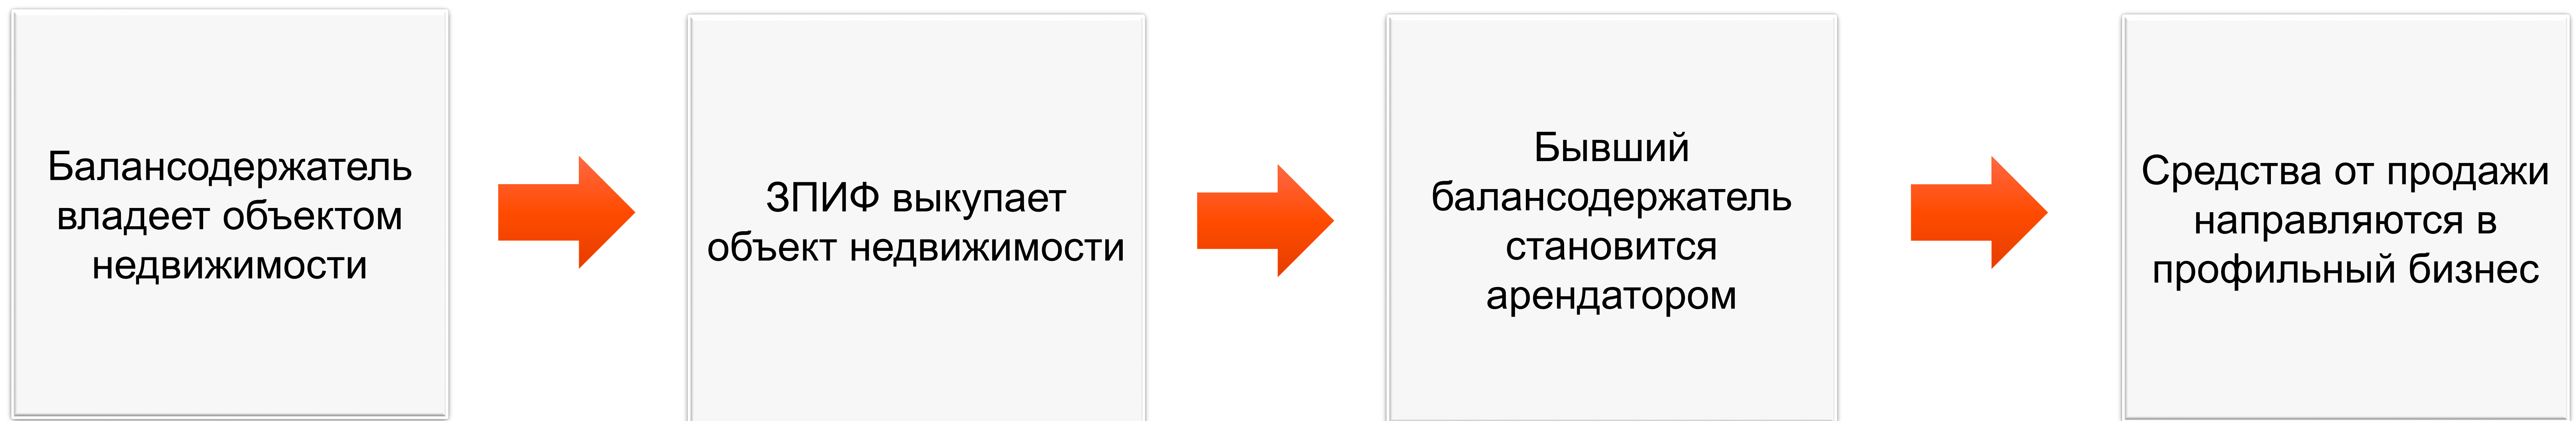 Балансодержатель
владеет объектом
недвижимости
ЗПИФ выкупает
объект недвижимости
Бывший
балансодержатель
становится
арендатором
Средства от продажи
направляются в
профильный бизнес